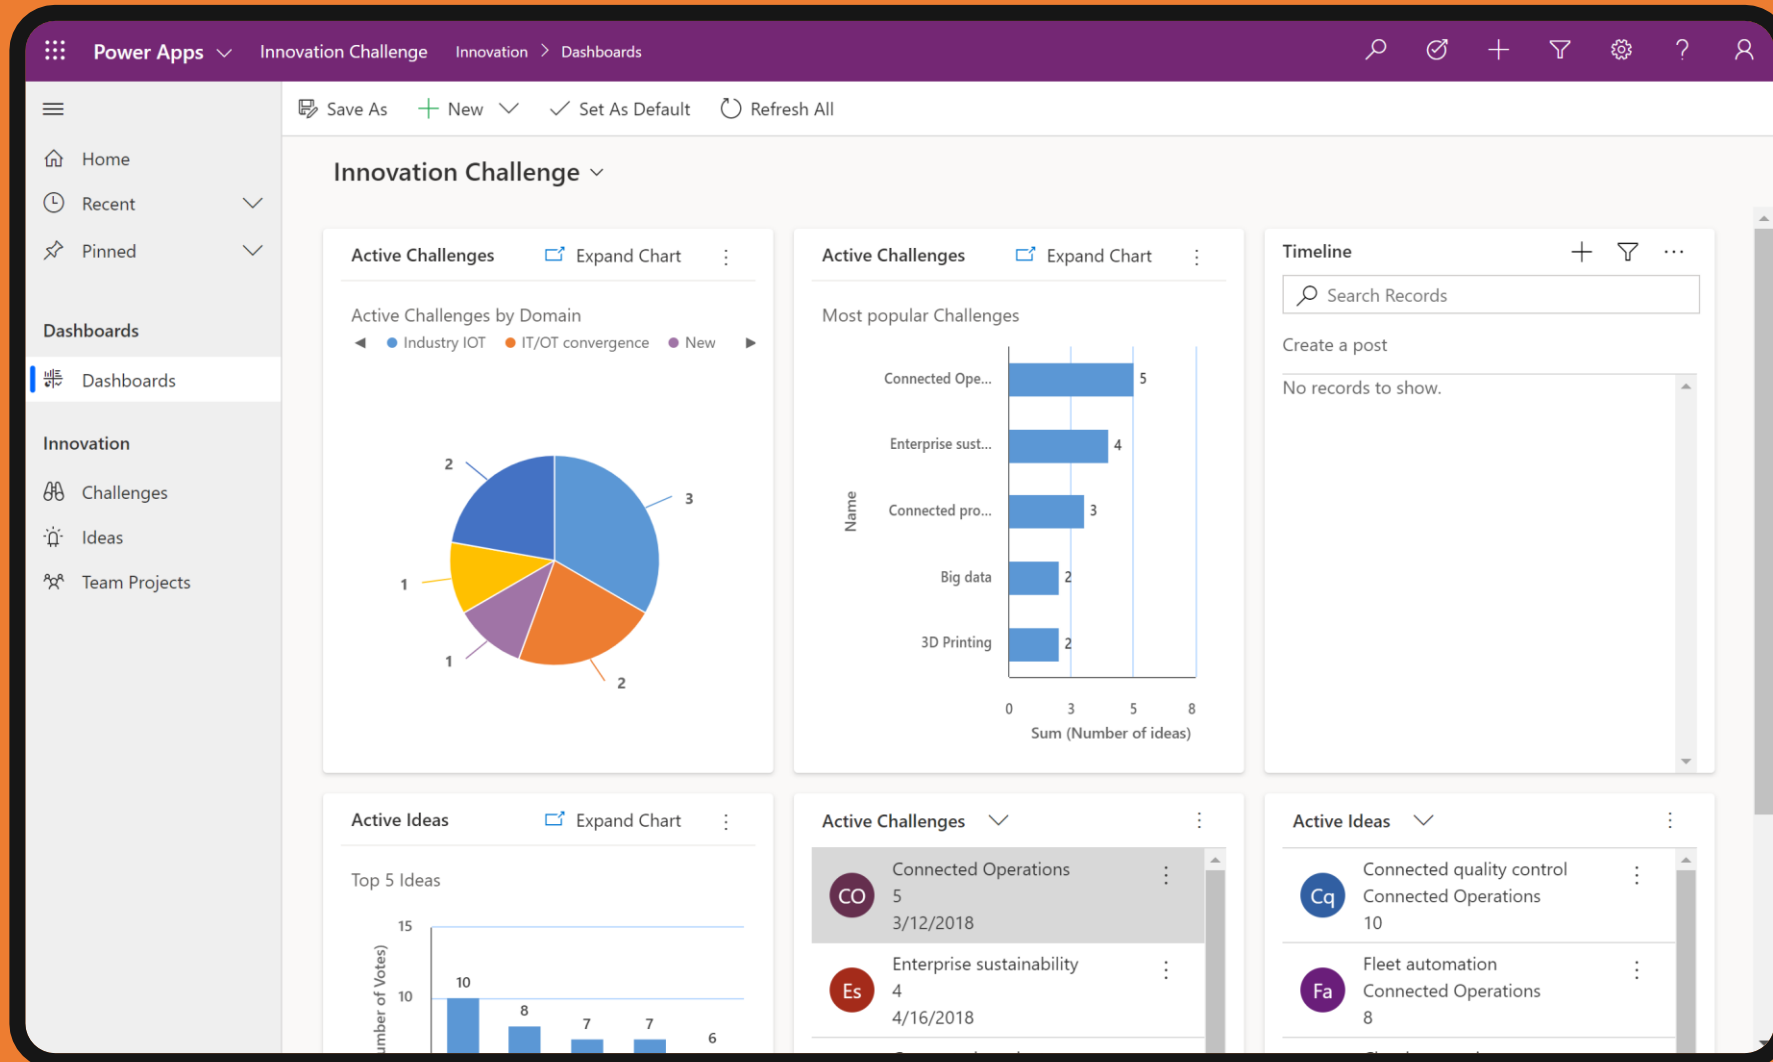 Power Apps
Innovation Challenge
Innovation > Dashboards
Save As
New
Set As Default
Refresh All
Home
Recent
Pinned
Dashboards
Dashboards
Innovation
Challenges
Ideas
Team Projects
Innovation Challenge
Active Challenges
Expand Chart
Active Challenges by Domain
Industry IOT
IT/OT convergence
New
2
3
1
1
2
Active Challenges
Expand Chart
Most popular Challenges
Name
Connected Ope...
5
Enterprise sust...
4
Connected pro...
3
Big data
2
3D Printing
2
0 3 5 8
Sum (Number of ideas)
Timeline
Search Records
Create a post
No records to show.
Active Ideas
Expand Chart
Top 5 Ideas
15
10
10
8
7
7
6
Active Challenges
CO
Connected Operations
5
3/12/2018
Es
Enterprise sustainability
4
4/16/2018
Active Ideas
Cq
Connected quality control
Connected Operations
10
Fa
Fleet automation
Connected Operations
8